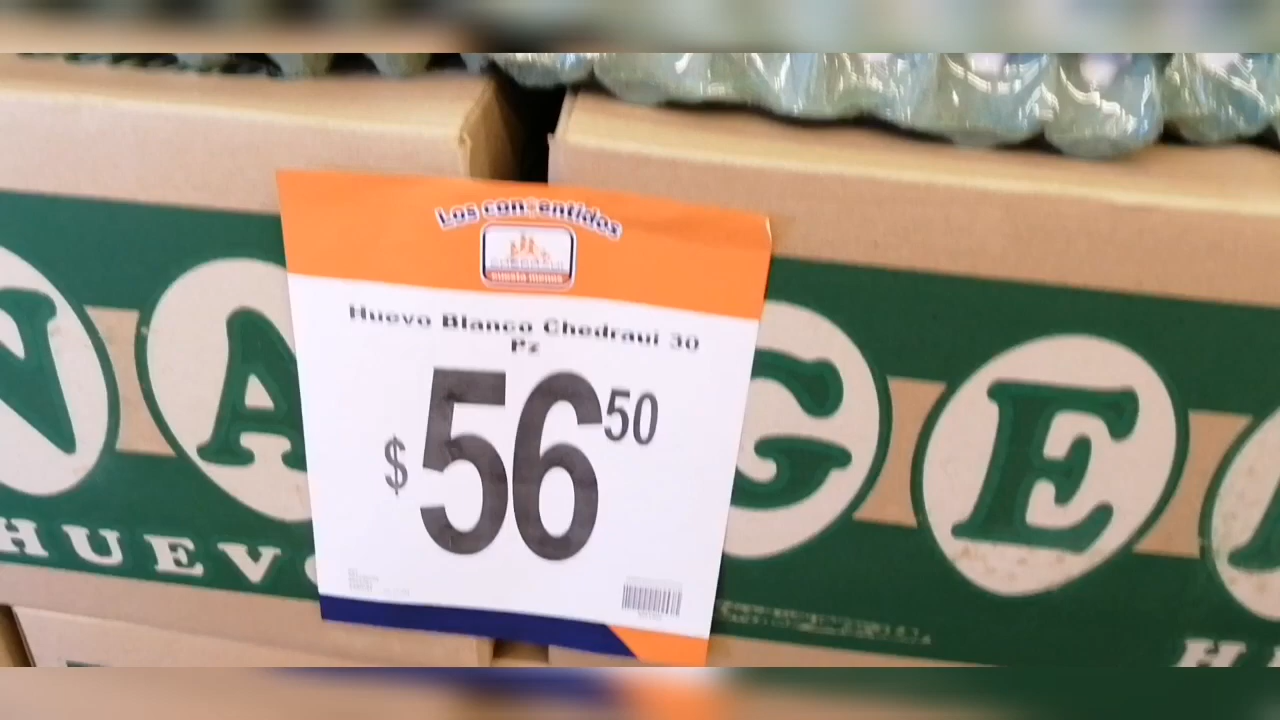 Los consentidos
cuesta menos
Huevo Blanco Chedraui 30
Pz
$ 56 50
N A G E
HUEVO
H